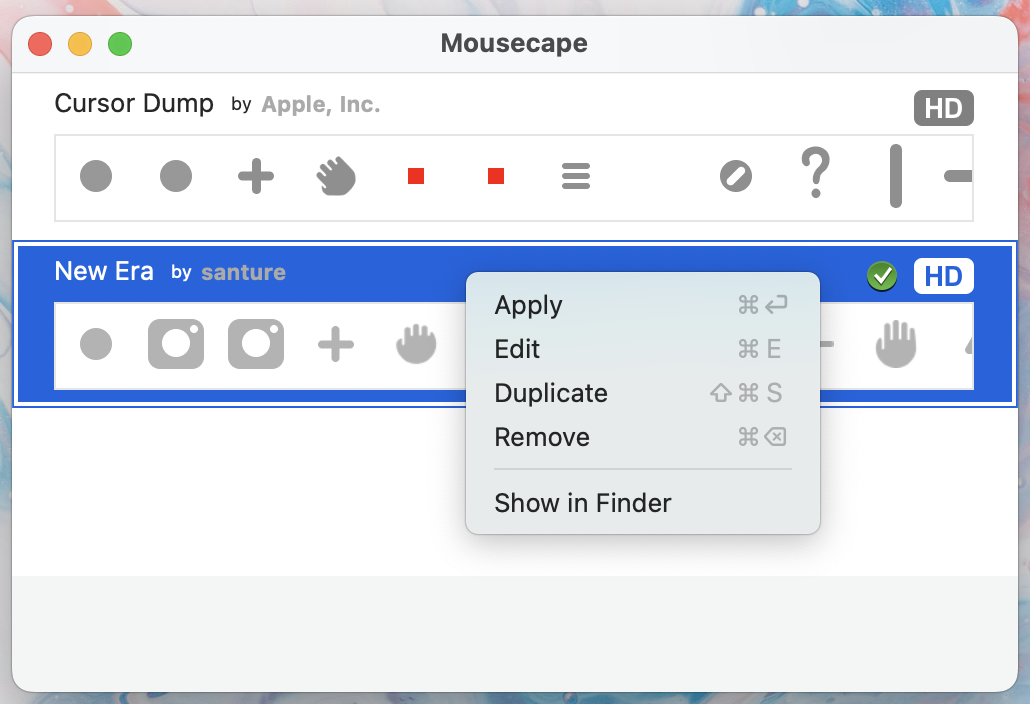 Mousecape
Cursor Dump by Apple, Inc.
HD
New Era by santure
HD
Apply ⌘↩
Edit ⌘ E
Duplicate ⇧⌘ S
Remove ⌘⌫
Show in Finder